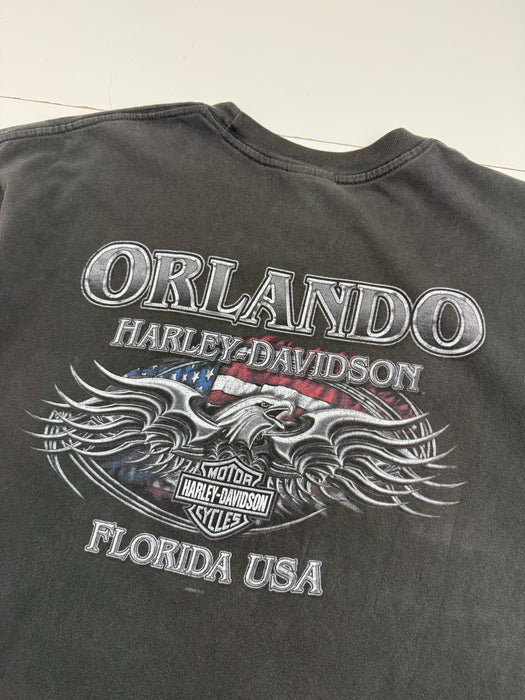 ORLANDO
HARLEY-DAVIDSON
MOTOR
HARLEY-DAVIDSON
CYCLES
FLORIDA USA